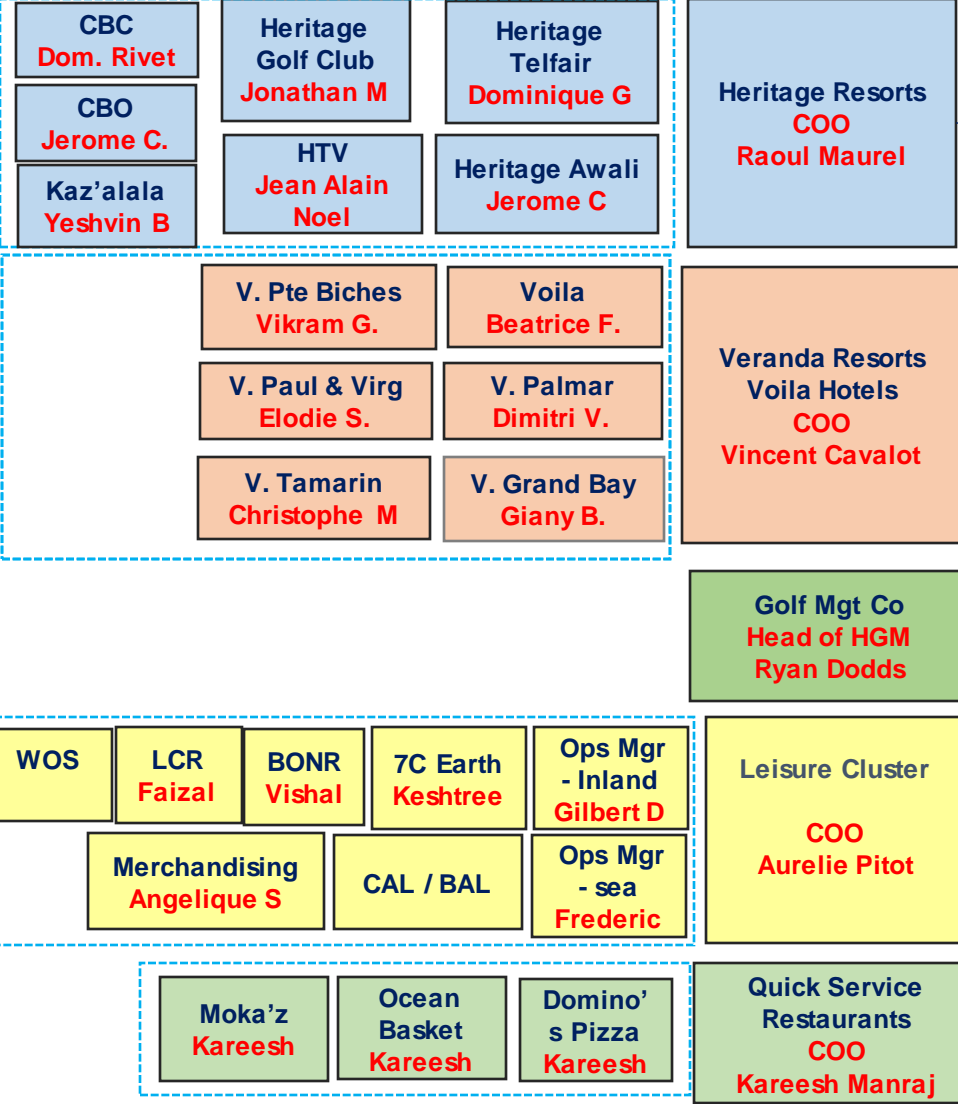 CBC
Dom. Rivet
CBO
Jerome C.
Kaz’alala
Yeshvin B
Heritage
Golf Club
Jonathan M
HTV
Jean Alain
Noel
Heritage
Telfair
Dominique G
Heritage Awali
Jerome C
Heritage Resorts
COO
Raoul Maurel
V. Pte Biches
Vikram G.
Voila
Beatrice F.
V. Paul & Virg
Elodie S.
V. Palmar
Dimitri V.
V. Tamarin
Christophe M
V. Grand Bay
Giany B.
Veranda Resorts
Voila Hotels
COO
Vincent Cavalot
Golf Mgt Co
Head of HGM
Ryan Dodds
WOS
LCR
Faizal
BONR
Vishal
7C Earth
Keshtree
Ops Mgr
- Inland
Gilbert D
Merchandising
Angelique S
CAL / BAL
Ops Mgr
- sea
Frederic
Leisure Cluster
COO
Aurelie Pitot
Moka’z
Kareesh
Ocean
Basket
Kareesh
Domino’
s Pizza
Kareesh
Quick Service
Restaurants
COO
Kareesh Manraj